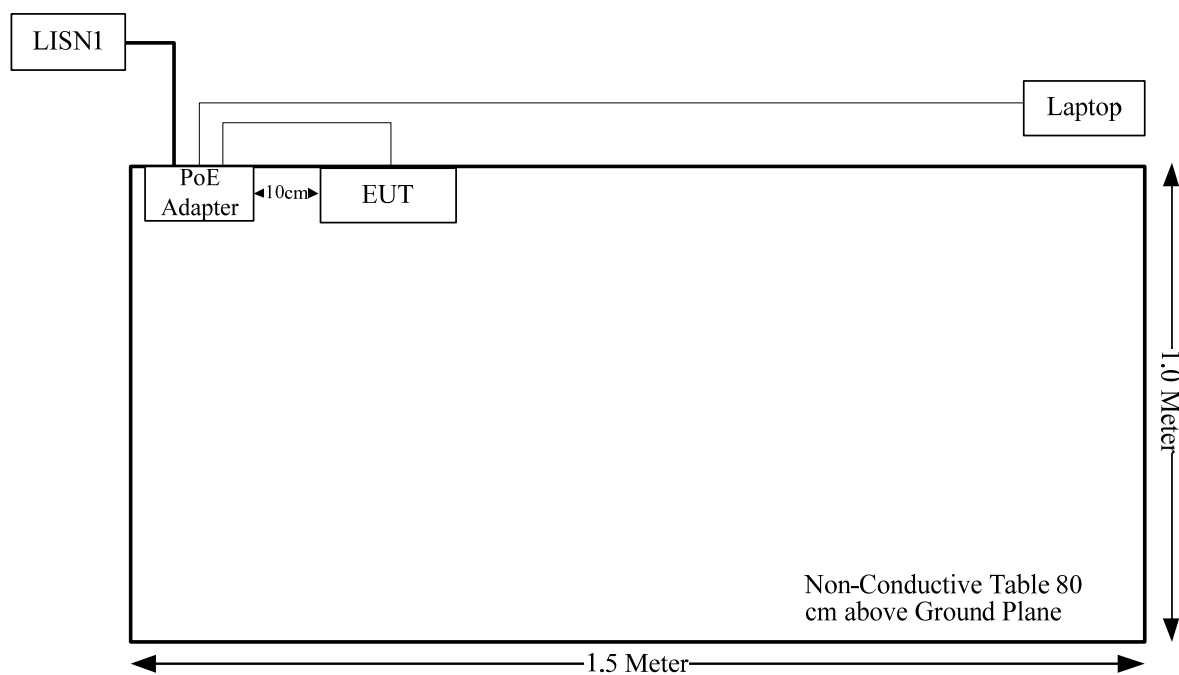 LISN1
Laptop
PoE
Adapter
10cm
EUT
1.0 Meter
Non-Conductive Table 80
cm above Ground Plane
1.5 Meter